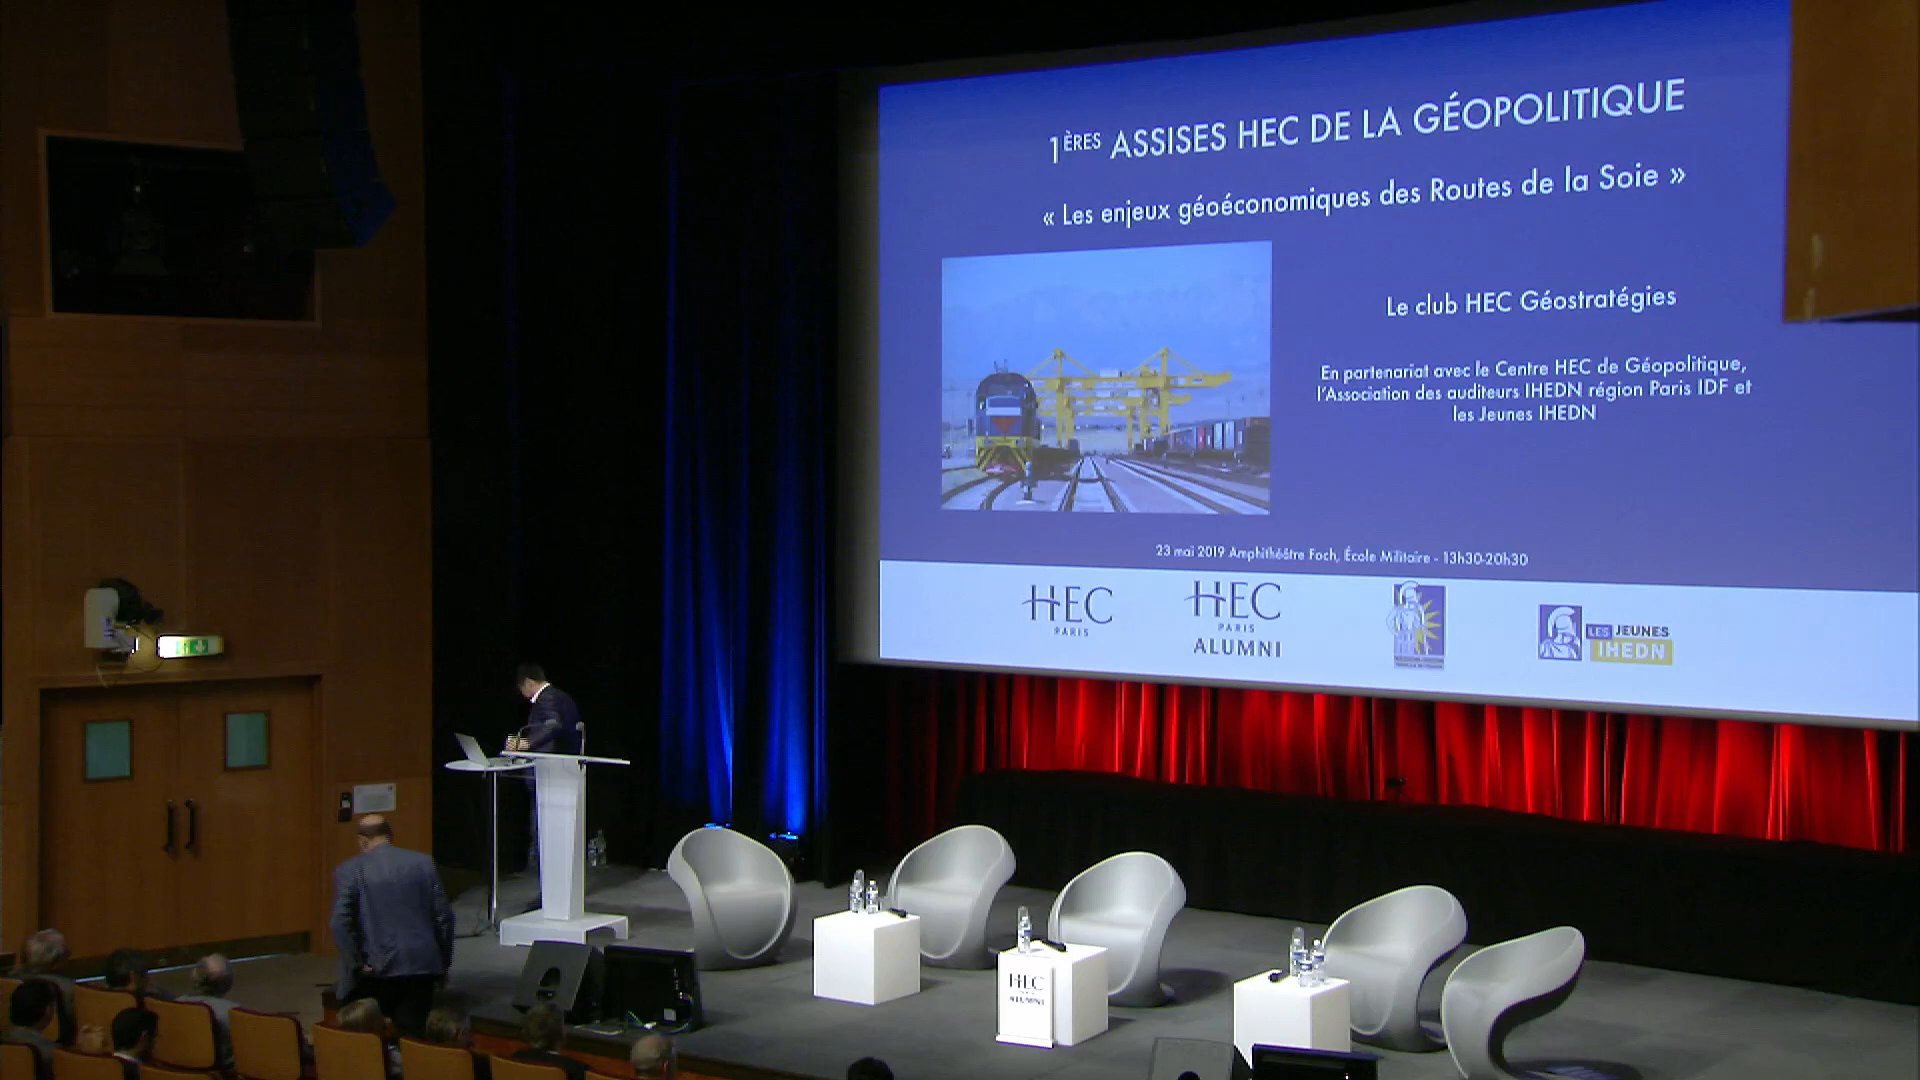 1ÈRES ASSISES HEC DE LA GÉOPOLITIQUE
« Les enjeux géoéconomiques des Routes de la Soie »
Le club HEC Géostratégies
En partenariat avec le Centre HEC de Géopolitique,
l'Association des auditeurs IHEDN région Paris IDF et
les Jeunes IHEDN
23 mai 2019 Amphithéâtre Foch, École Militaire - 13h30-20h30
HEC
PARIS
HEC
PARIS
ALUMNI
LES JEUNES
IHEDN
HEC
PARIS
ALUMNI